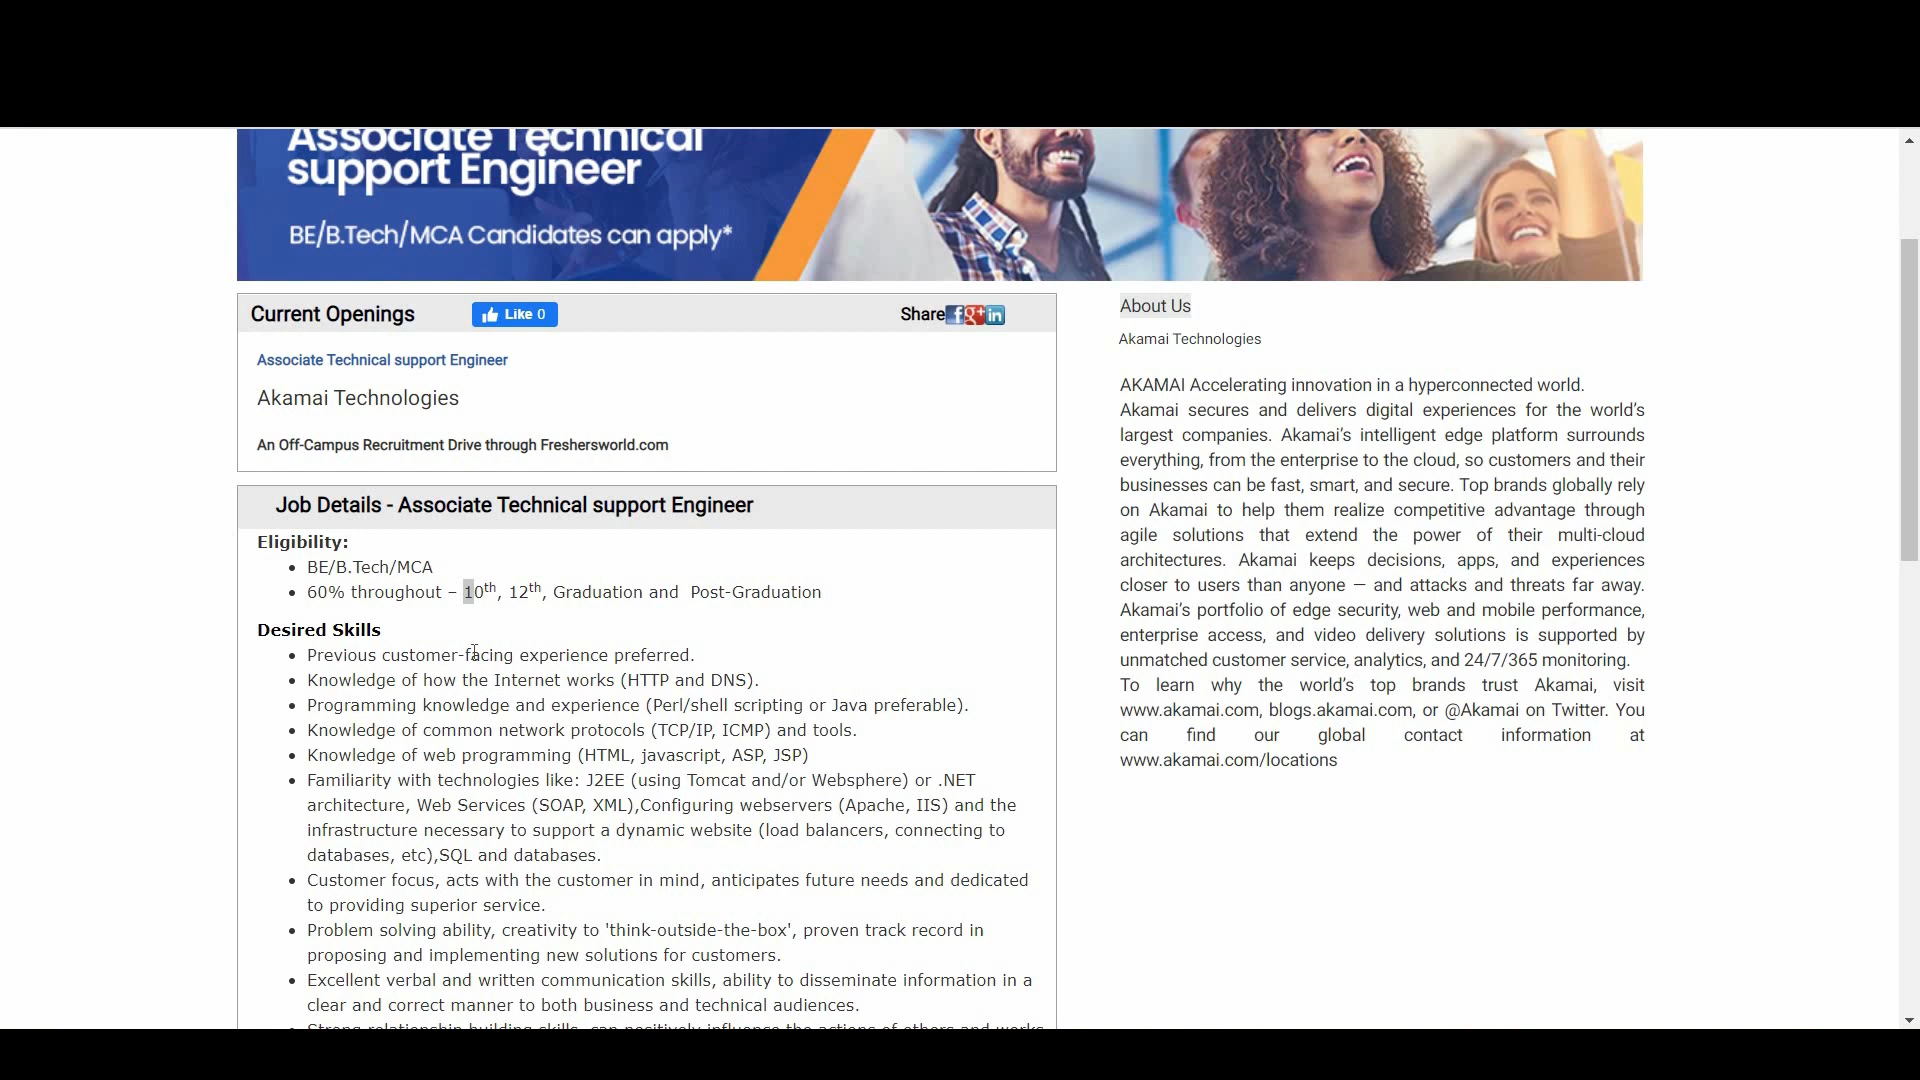 Associate Technical
support Engineer
BE/B.Tech/MCA Candidates can apply*
Current Openings
Like 0
Share
Associate Technical support Engineer
Akamai Technologies
An Off-Campus Recruitment Drive through Freshersworld.com
Job Details - Associate Technical support Engineer
Eligibility:
• BE/B.Tech/MCA
• 60% throughout – 10th, 12th, Graduation and Post-Graduation
Desired Skills
• Previous customer-facing experience preferred.
• Knowledge of how the Internet works (HTTP and DNS).
• Programming knowledge and experience (Perl/shell scripting or Java preferable).
• Knowledge of common network protocols (TCP/IP, ICMP) and tools.
• Knowledge of web programming (HTML, javascript, ASP, JSP)
• Familiarity with technologies like: J2EE (using Tomcat and/or Websphere) or .NET
architecture, Web Services (SOAP, XML),Configuring webservers (Apache, IIS) and the
infrastructure necessary to support a dynamic website (load balancers, connecting to
databases, etc),SQL and databases.
• Customer focus, acts with the customer in mind, anticipates future needs and dedicated
to providing superior service.
• Problem solving ability, creativity to 'think-outside-the-box', proven track record in
proposing and implementing new solutions for customers.
• Excellent verbal and written communication skills, ability to disseminate information in a
clear and correct manner to both business and technical audiences.
• Strong relationship building skills, can positively influence the actions of others and works
About Us
Akamai Technologies
AKAMAI Accelerating innovation in a hyperconnected world.
Akamai secures and delivers digital experiences for the world’s
largest companies. Akamai’s intelligent edge platform surrounds
everything, from the enterprise to the cloud, so customers and their
businesses can be fast, smart, and secure. Top brands globally rely
on Akamai to help them realize competitive advantage through
agile solutions that extend the power of their multi-cloud
architectures. Akamai keeps decisions, apps, and experiences
closer to users than anyone — and attacks and threats far away.
Akamai’s portfolio of edge security, web and mobile performance,
enterprise access, and video delivery solutions is supported by
unmatched customer service, analytics, and 24/7/365 monitoring.
To learn why the world’s top brands trust Akamai, visit
www.akamai.com, blogs.akamai.com, or @Akamai on Twitter. You
can find our global contact information at
www.akamai.com/locations